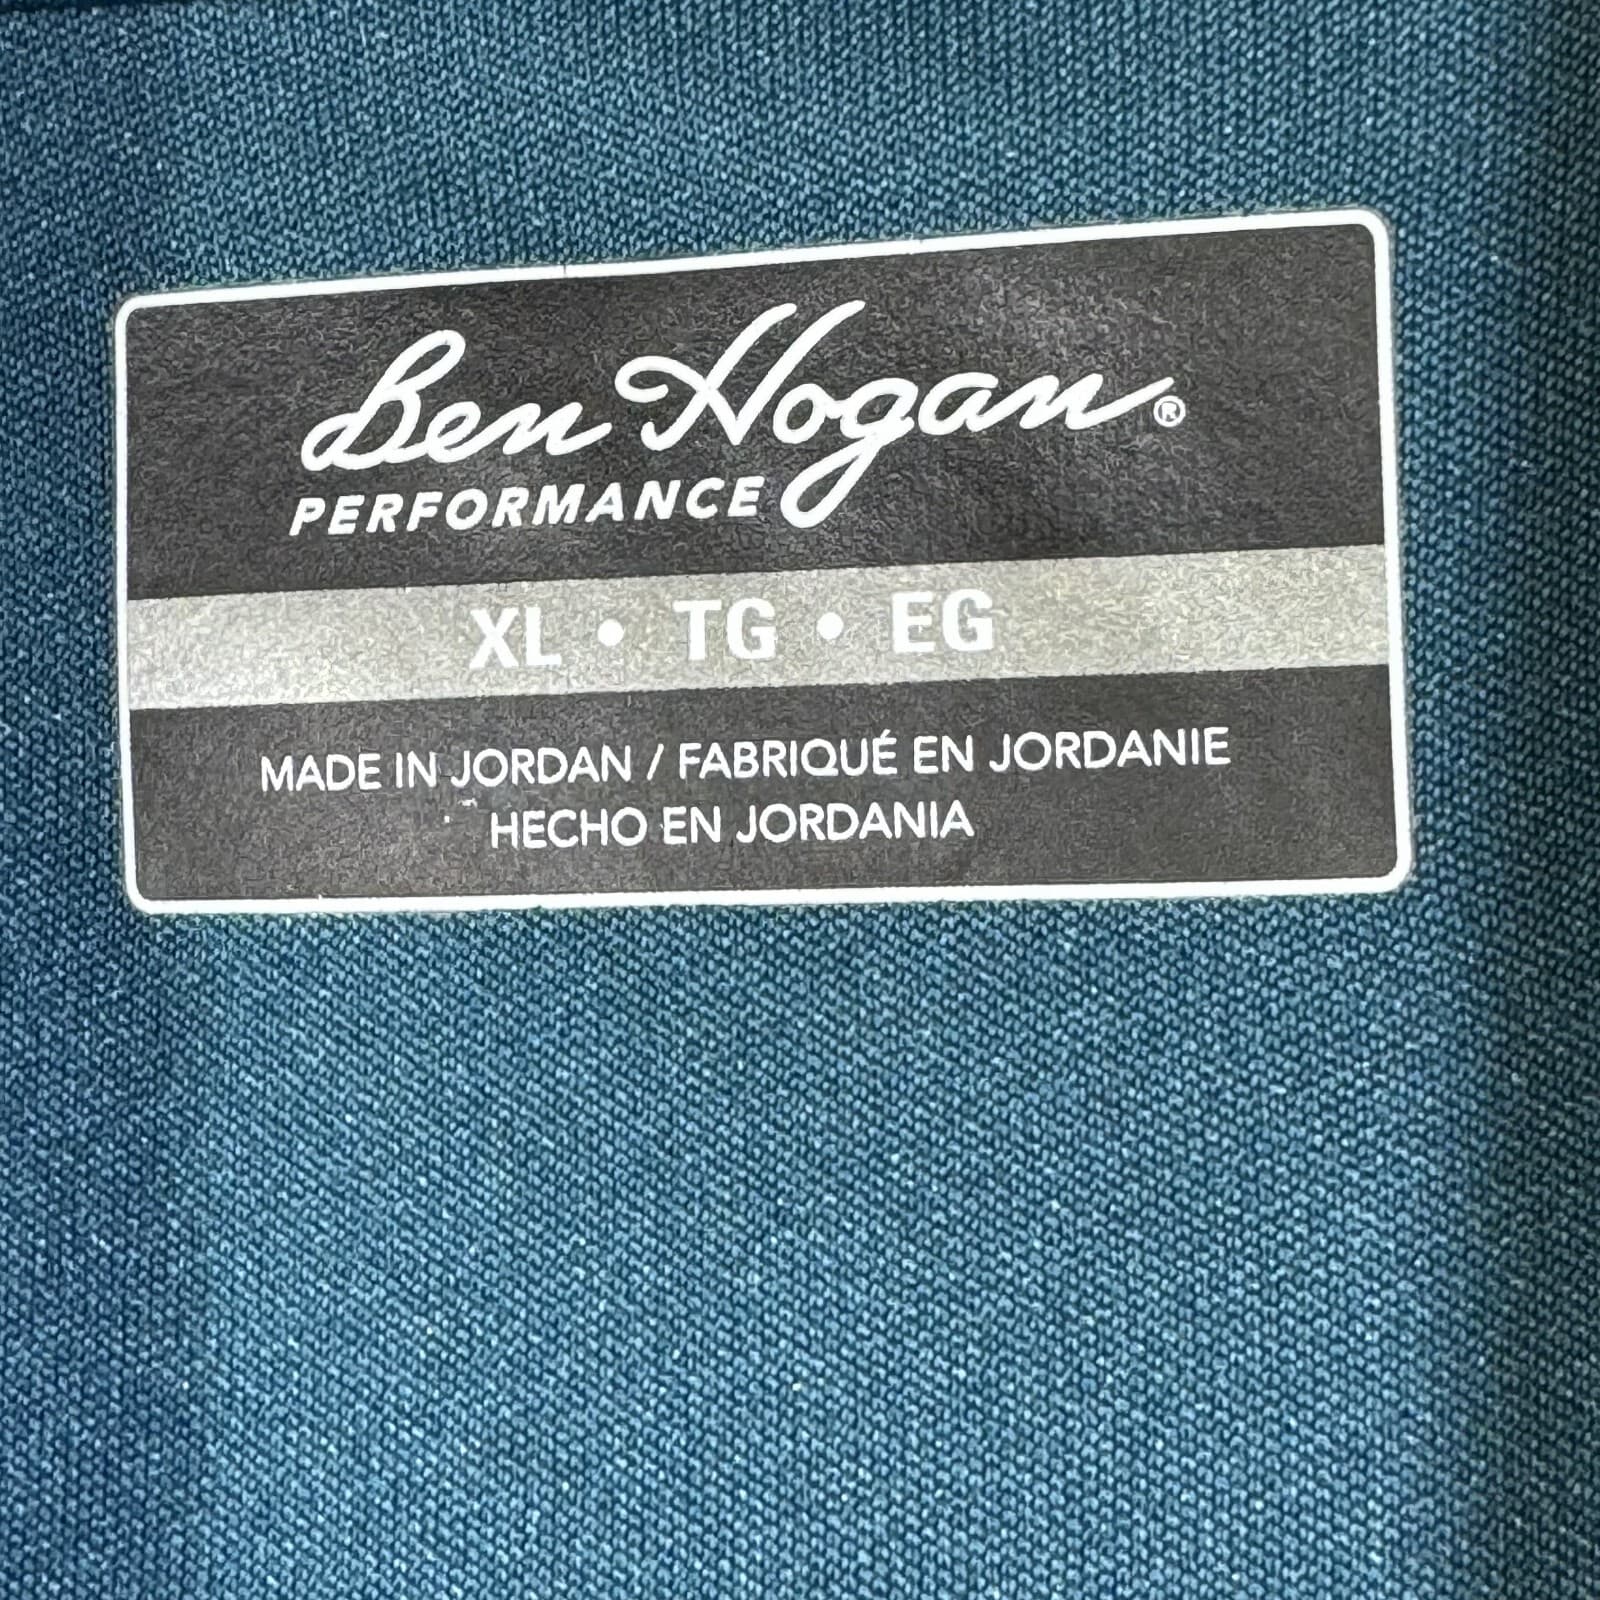 Ben Hogan®
PERFORMANCE
XL • TG • EG
MADE IN JORDAN / FABRIQUÉ EN JORDANIE
HECHO EN JORDANIA